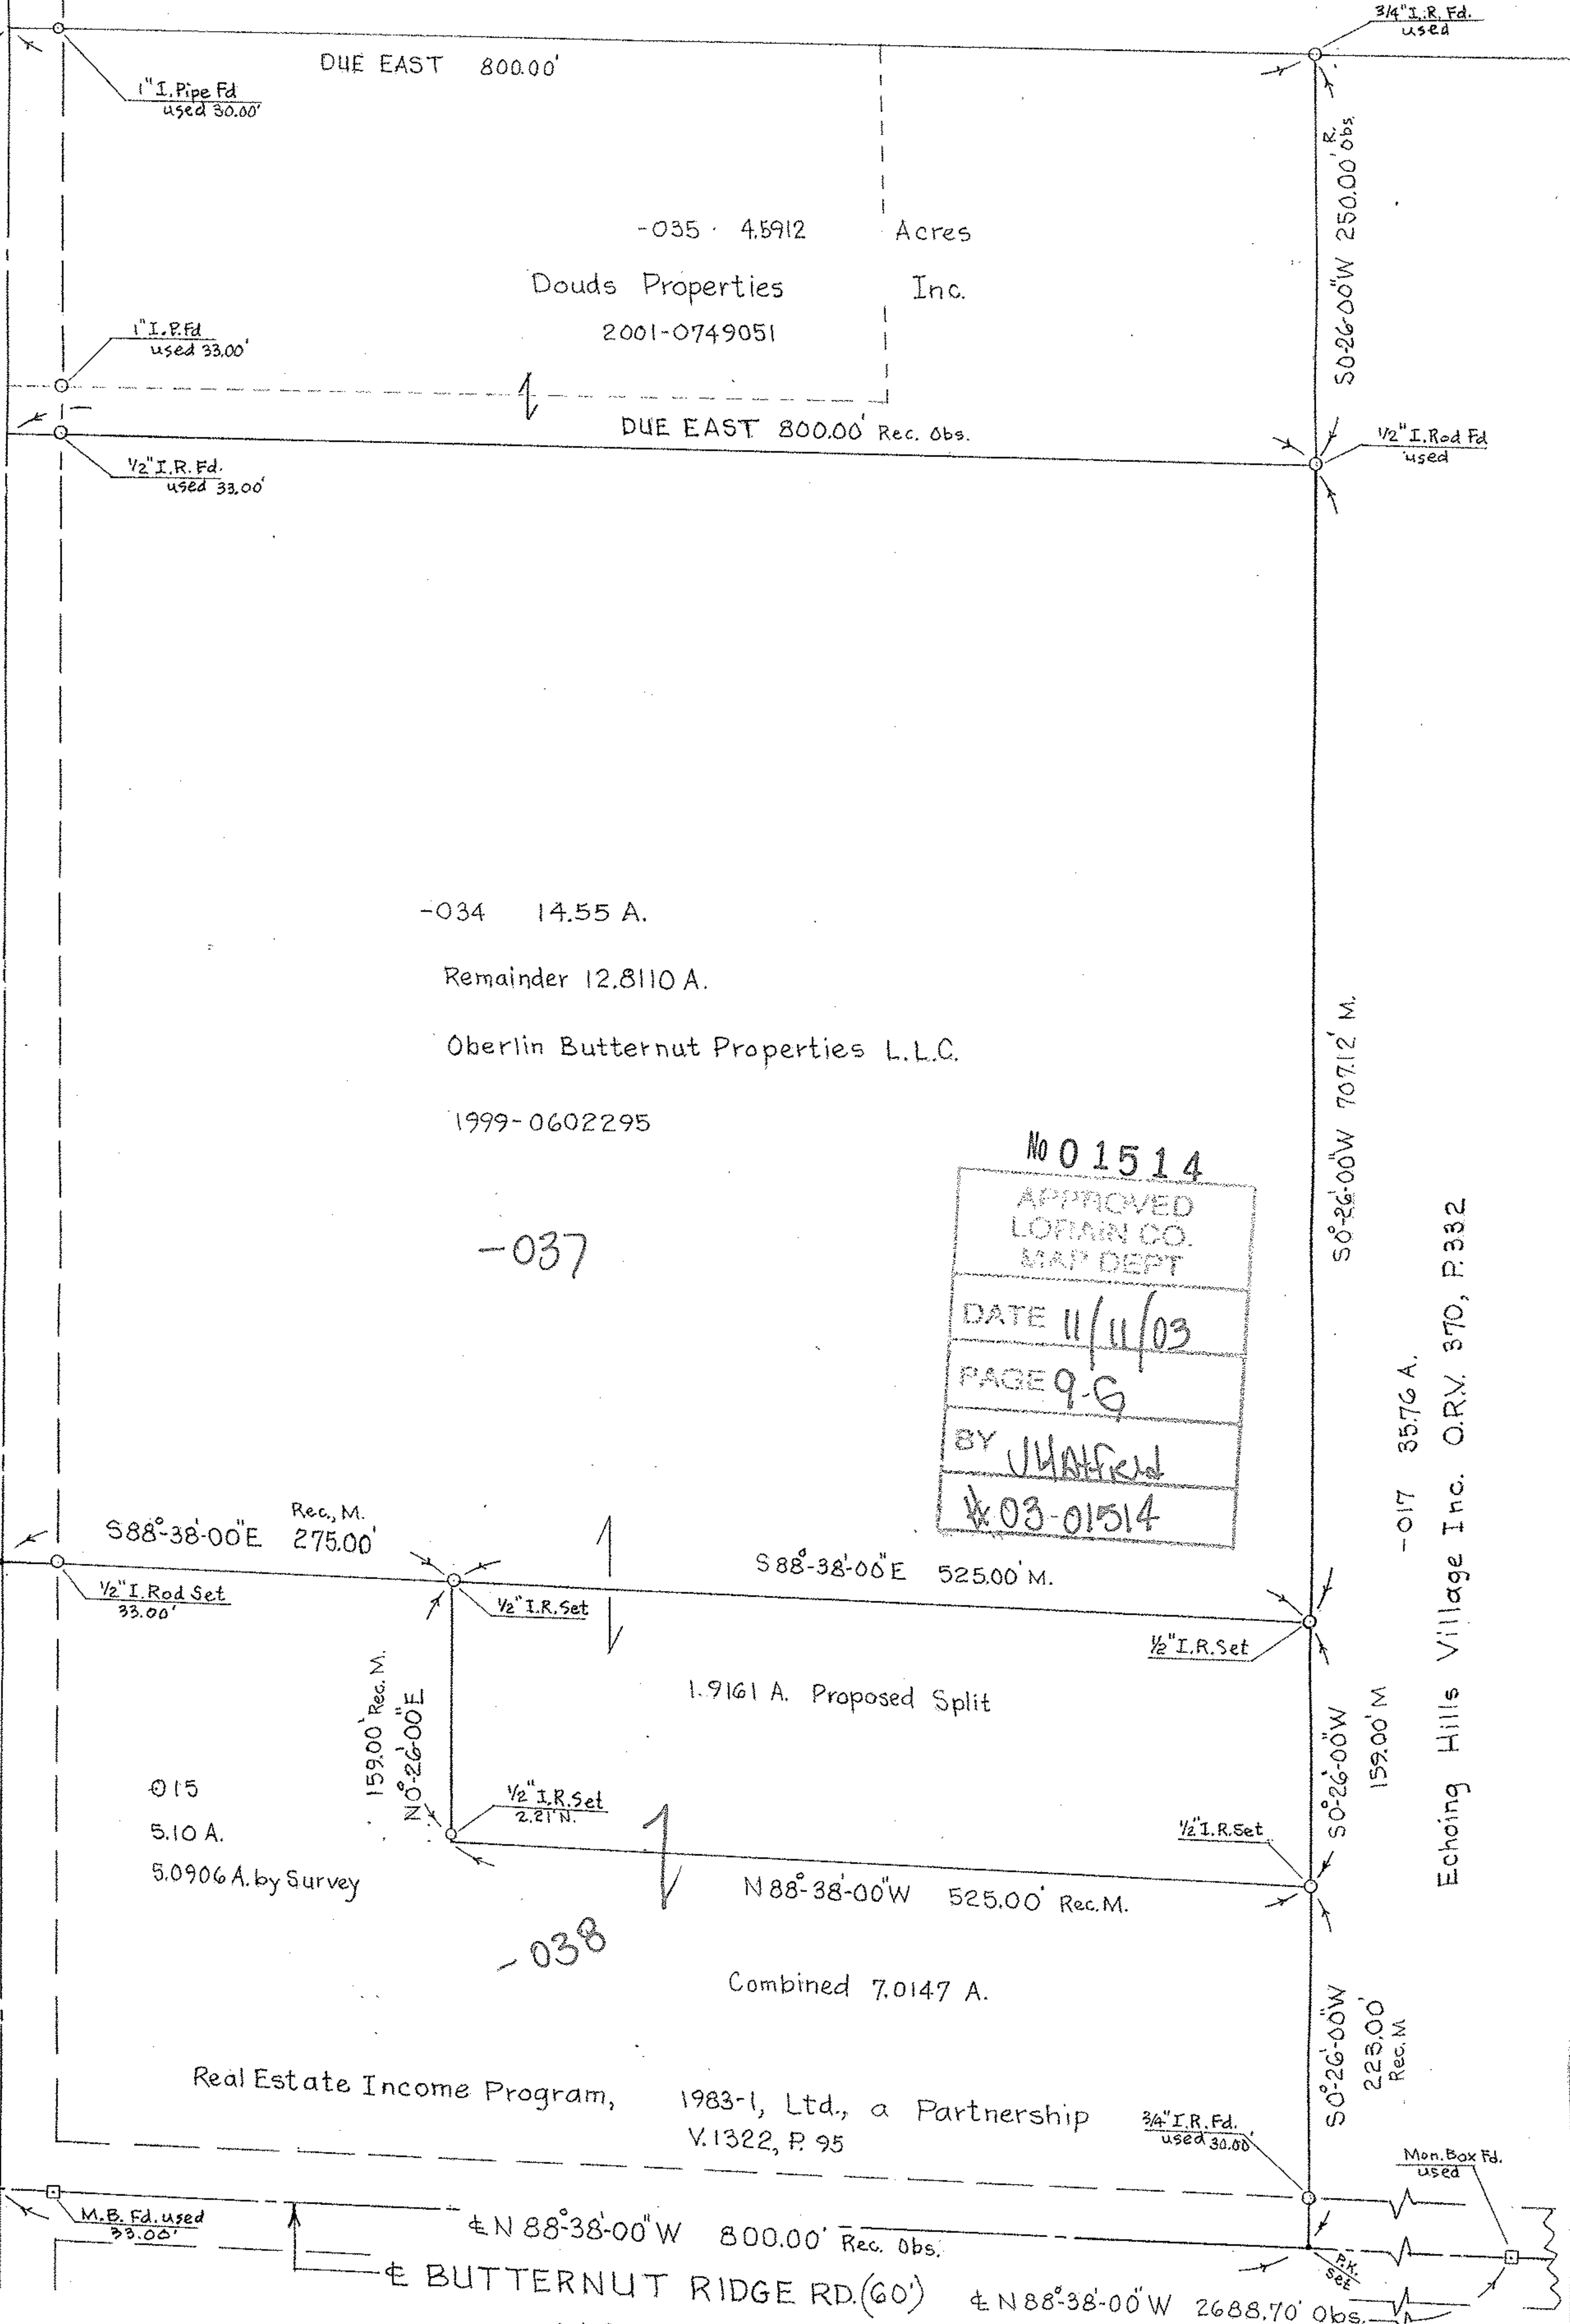 3/4" I.R. Fd.
used
DUE EAST 800.00'
1" I.Pipe Fd
used 30.00'
S0°-26'-00"W 250.00' R. Obs.
-035 4.5912 Acres
Douds Properties Inc.
2001-0749051
1" I.P.Fd
used 33.00'
DUE EAST 800.00' Rec. Obs.
1/2" I.Rod Fd
used
1/2" I.R. Fd.
used 33.00'
-034 14.55 A.
Remainder 12.8110 A.
Oberlin Butternut Properties L.L.C.
1999-0602295
S0°-26'-00"W 707.12' M.
No 01514
APPROVED
LORAIN CO.
MAP DEPT
DATE 11/11/03
PAGE 9-G
BY JHatfield
03-01514
-037
-017 35.76 A.
Echoing Hills Village Inc. O.R.V. 370, P.332
Rec., M.
S88°-38'-00"E 275.00'
S88°-38'-00"E 525.00' M.
1/2" I.Rod Set
33.00'
1/2" I.R.Set
1/2" I.R.Set
1.9161 A. Proposed Split
159.00' Rec. M.
N0°-26'-00"E
S0°-26'-00"W
159.00' M
015
5.10 A.
5.0906 A. by Survey
1/2" I.R.Set
2.21' N.
1/2" I.R.Set
N88°-38'-00"W 525.00' Rec.M.
-038
Combined 7.0147 A.
S0°-26'-00"W
223.00'
Rec.M
Real Estate Income Program, 1983-1, Ltd., a Partnership
V.1322, P. 95
3/4" I.R. Fd.
used 30.00'
Mon.Box Fd.
used
M.B. Fd. used
33.00'
℄ N 88°-38'-00"W 800.00' Rec. Obs.
P.K.
set
℄ BUTTERNUT RIDGE RD.(60') ℄ N88°-38'-00"W 2688.70' Obs.